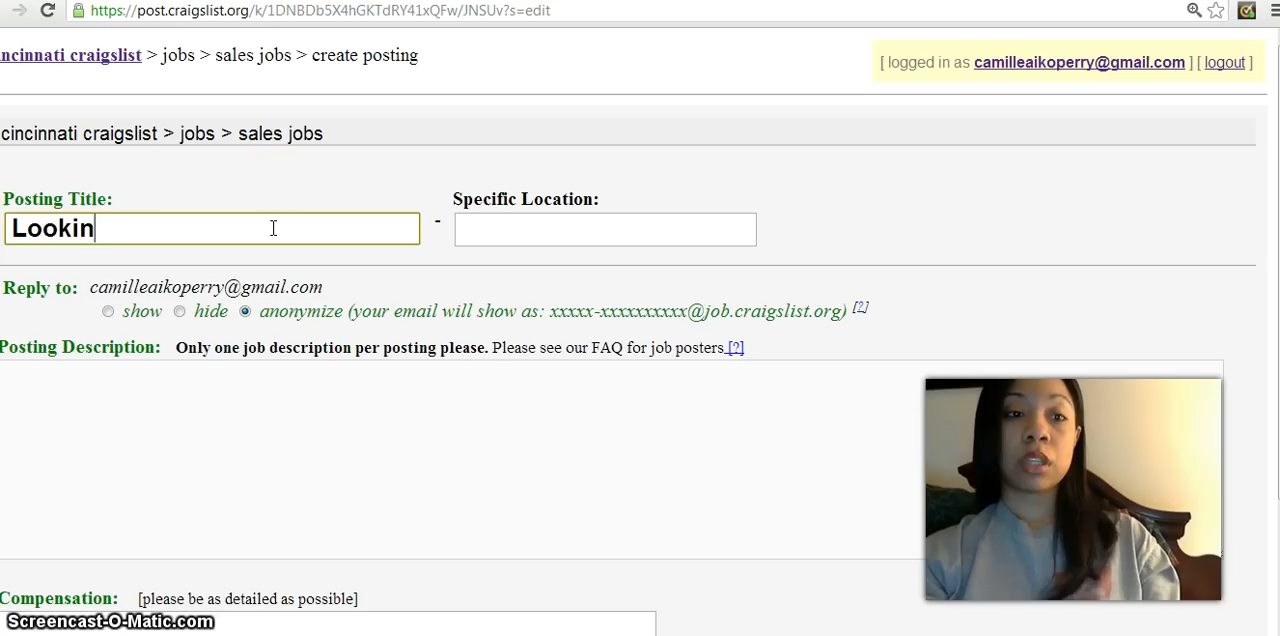 https://post.craigslist.org/k/1DNBDb5X4hGKTdRY41xQFw/JNSUv?s=edit
ncincinnati craigslist > jobs > sales jobs > create posting
[ logged in as camilleaikoperry@gmail.com ] [ logout ]
cincinnati craigslist > jobs > sales jobs
Posting Title: Specific Location:
Lookin -
Reply to: camilleaikoperry@gmail.com
show hide anonymize (your email will show as: xxxxx-xxxxxxxxxx@job.craigslist.org) [?]
Posting Description: Only one job description per posting please. Please see our FAQ for job posters [?]
Compensation: [please be as detailed as possible]
Screencast-O-Matic.com